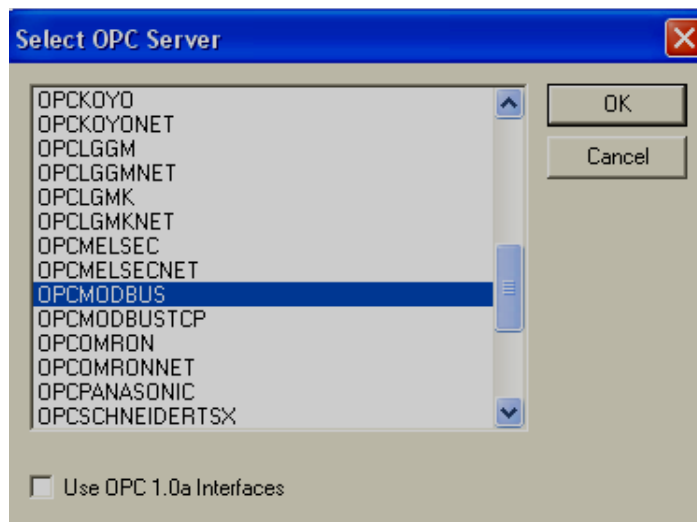 Select OPC Server
OPCKOYO
OPCKOYONET
OPCLGGM
OPCLGGMNET
OPCLGMK
OPCLGMKNET
OPCMELSEC
OPCMELSECNET
OPCMODBUS
OPCMODBUSTCP
OPCOMRON
OPCOMRONNET
OPCPANASONIC
OPCSCHNEIDERTSX
OK
Cancel
Use OPC 1.0a Interfaces